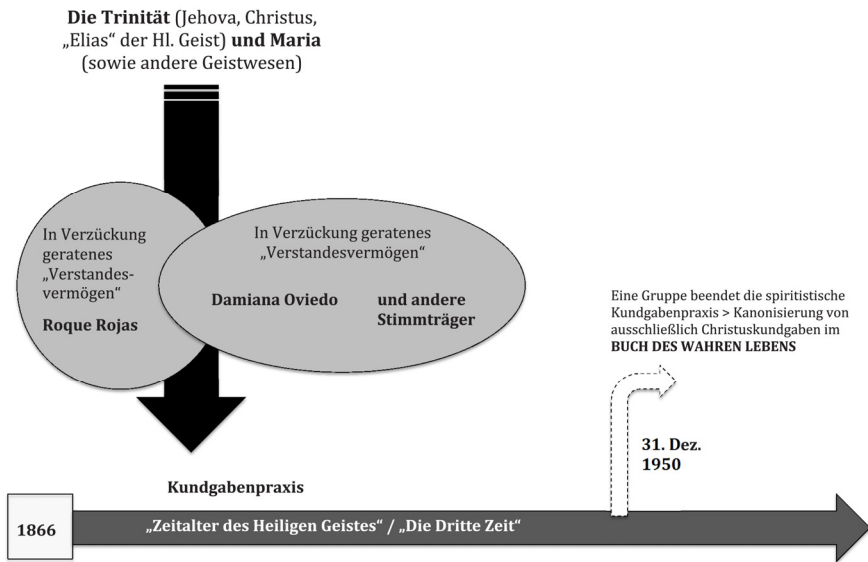 Die Trinität (Jehova, Christus,
„Elias“ der Hl. Geist) und Maria
(sowie andere Geistwesen)
In Verzückung
geratenes
„Verstandes-
vermögen“
Roque Rojas
In Verzückung geratenes
„Verstandesvermögen“
Damiana Oviedo und andere
Stimmträger
Eine Gruppe beendet die spiritistische
Kundgabenpraxis > Kanonisierung von
ausschließlich Christuskundgaben im
BUCH DES WAHREN LEBENS
31. Dez.
1950
Kundgabenpraxis
1866
„Zeitalter des Heiligen Geistes“ / „Die Dritte Zeit“